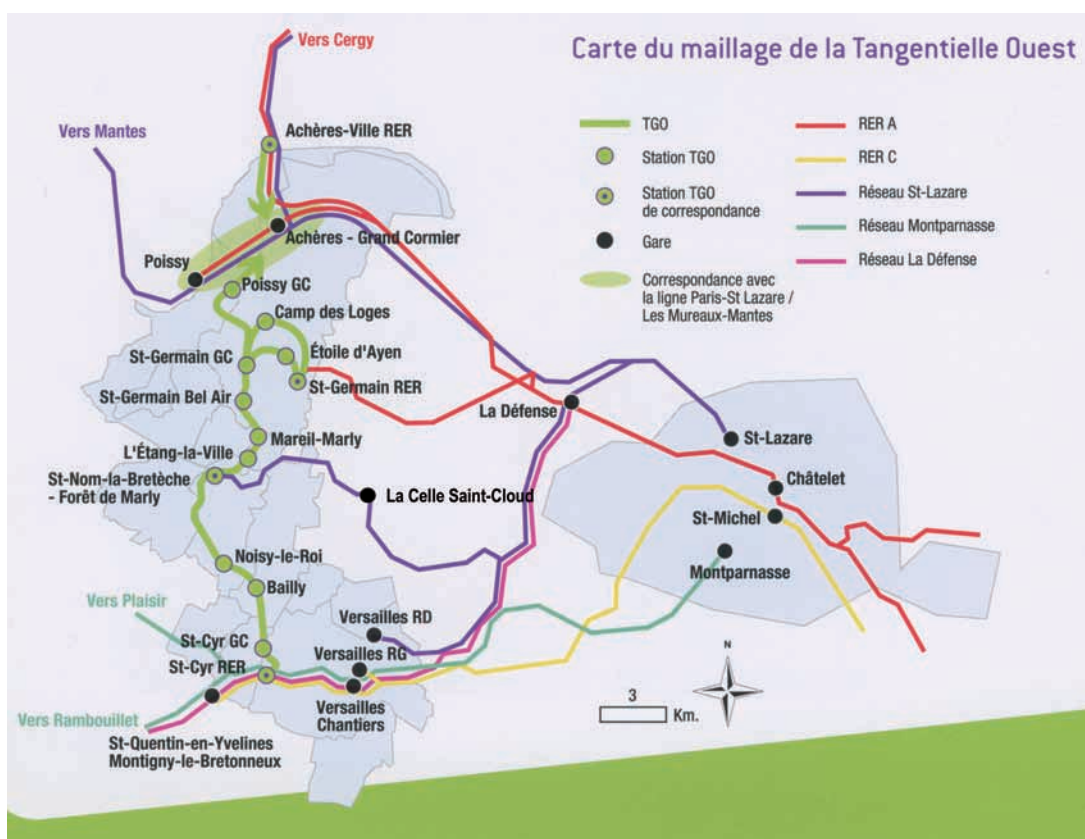 Vers Cergy
Carte du maillage de la Tangentielle Ouest
Vers Mantes
Achères-Ville RER
TGO
Station TGO
Station TGO
de correspondance
Gare
Correspondance avec
la ligne Paris-St Lazare /
Les Mureaux-Mantes
RER A
RER C
Réseau St-Lazare
Réseau Montparnasse
Réseau La Défense
Achères - Grand Cormier
Poissy
Poissy GC
Camp des Loges
St-Germain GC
Étoile d'Ayen
St-Germain RER
St-Germain Bel Air
La Défense
Mareil-Marly
St-Lazare
L'Étang-la-Ville
St-Nom-la-Bretèche
- Forêt de Marly
La Celle Saint-Cloud
Châtelet
St-Michel
Montparnasse
Noisy-le-Roi
Bailly
Vers Plaisir
Versailles RD
St-Cyr GC
Versailles RG
St-Cyr RER
Vers Rambouillet
Versailles
Chantiers
St-Quentin-en-Yvelines
Montigny-le-Bretonneux
N
3
Km.